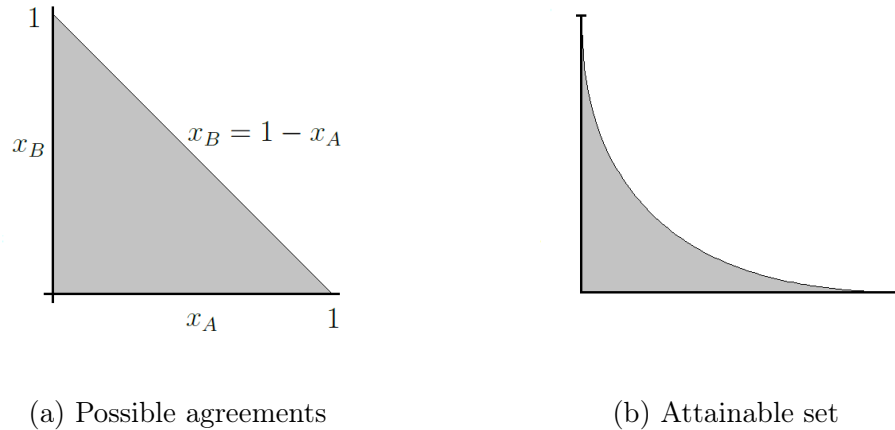 1
x_B
x_B = 1 − x_A
x_A
1
(a) Possible agreements
(b) Attainable set